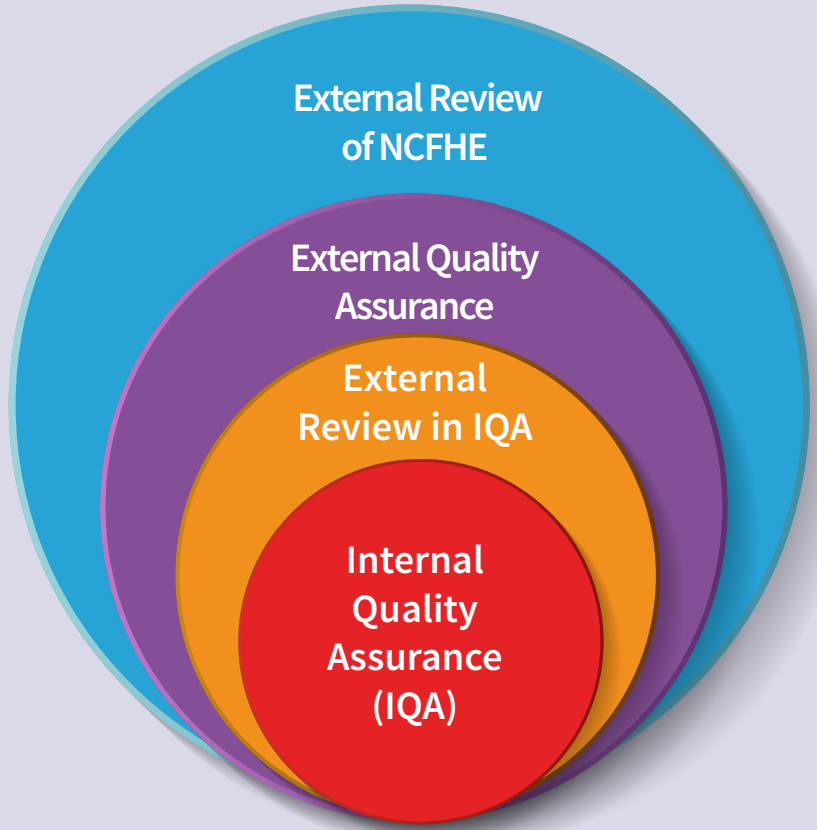 External Review
of NCFHE
External Quality
Assurance
External
Review in IQA
Internal
Quality
Assurance
(IQA)